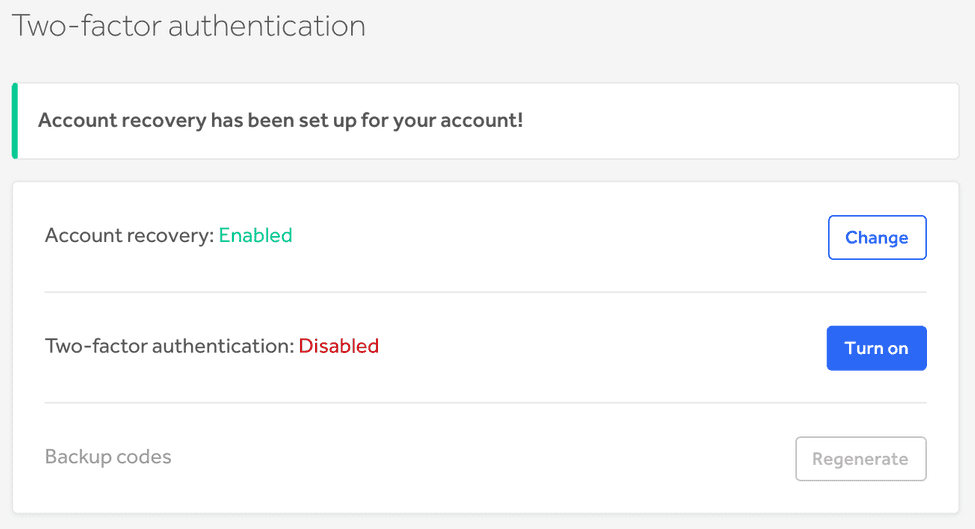 Two-factor authentication
Account recovery has been set up for your account!
Account recovery: Enabled
Change
Two-factor authentication: Disabled
Turn on
Backup codes
Regenerate